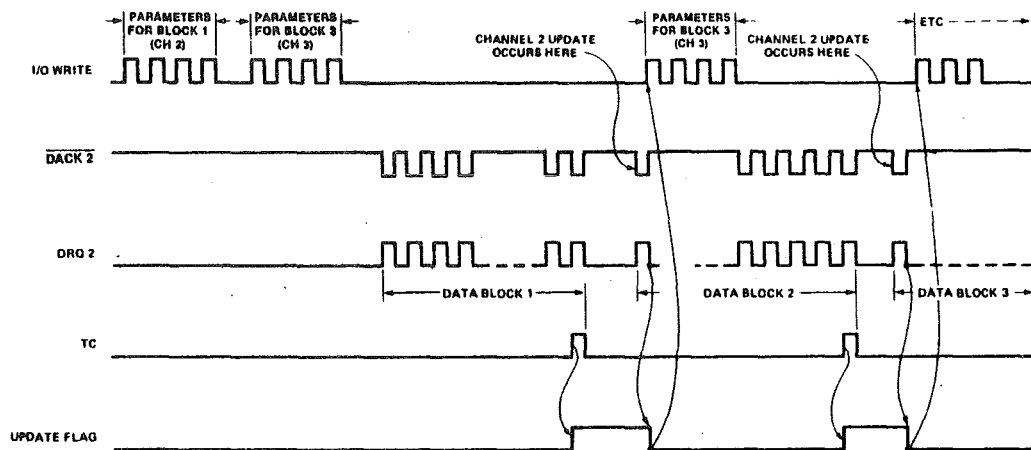 PARAMETERS
FOR BLOCK 1
(CH 2)
PARAMETERS
FOR BLOCK 3
(CH 3)
PARAMETERS
FOR BLOCK 3
(CH 3)
ETC
CHANNEL 2 UPDATE
OCCURS HERE
CHANNEL 2 UPDATE
OCCURS HERE
I/O WRITE
DACK 2
DRQ 2
DATA BLOCK 1
DATA BLOCK 2
DATA BLOCK 3
TC
UPDATE FLAG